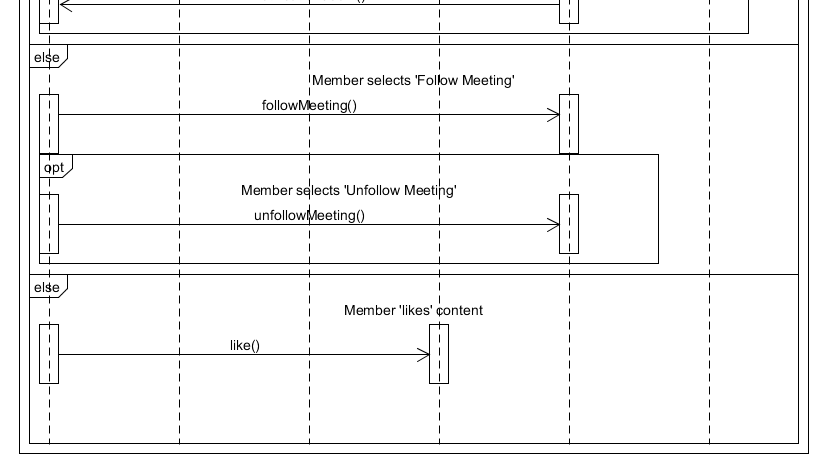 else
Member selects 'Follow Meeting'
followMeeting()
opt
Member selects 'Unfollow Meeting'
unfollowMeeting()
else
Member 'likes' content
like()